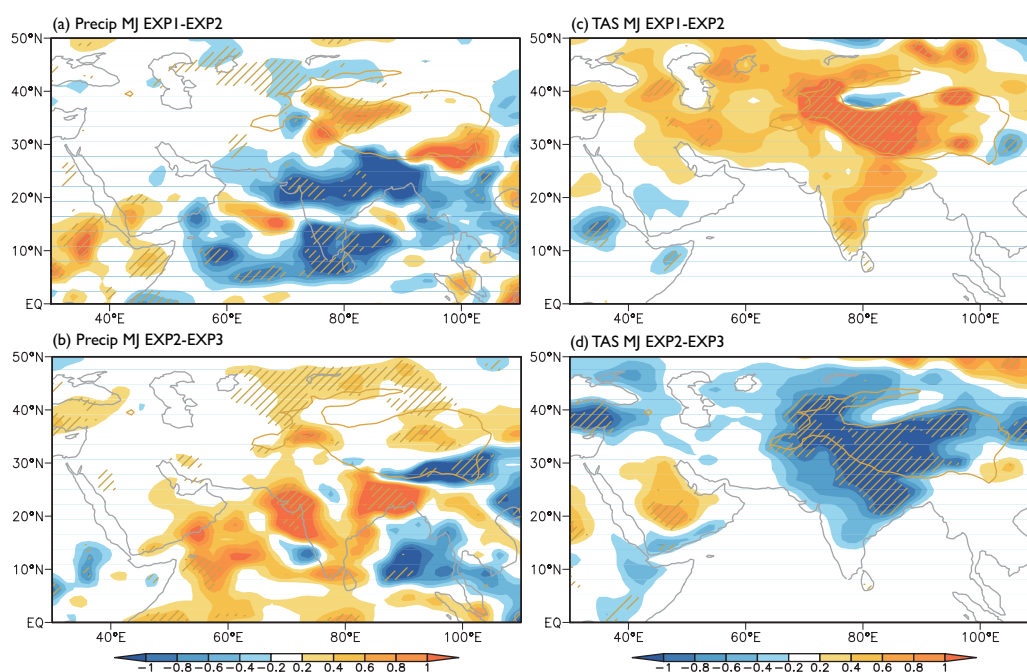 (a) Precip MJ EXP1-EXP2
(c) TAS MJ EXP1-EXP2
50°N
40°N
30°N
20°N
10°N
EQ
40°E
60°E
80°E
100°E
50°N
40°N
30°N
20°N
10°N
EQ
40°E
60°E
80°E
100°E
(b) Precip MJ EXP2-EXP3
(d) TAS MJ EXP2-EXP3
50°N
40°N
30°N
20°N
10°N
EQ
40°E
60°E
80°E
100°E
50°N
40°N
30°N
20°N
10°N
EQ
40°E
60°E
80°E
100°E
−1 −0.8 −0.6 −0.4 −0.2 0.2 0.4 0.6 0.8 1
−1 −0.8 −0.6 −0.4 −0.2 0.2 0.4 0.6 0.8 1